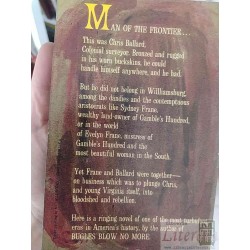 MAN OF THE FRONTIER...
This was Chris Ballard.
Colonial surveyor. Bronzed and rugged
in his worn buckskins, he could
handle himself anywhere, and he had.
But he did not belong in Williamsburg,
among the dandies and the contemptuous
aristocrats like Sydney Frane,
wealthy land-owner of Gamble's Hundred,
or in the world
of Evelyn Frane, mistress of
Gamble's Hundred and the
most beautiful woman in the South.
Yet Frane and Ballard were together—
on business which was to plunge Chris,
and young Virginia itself, into
bloodshed and rebellion.
Here is a ringing novel of one of the most
eras in America's history, by the author of
BUGLES BLOW NO MORE.